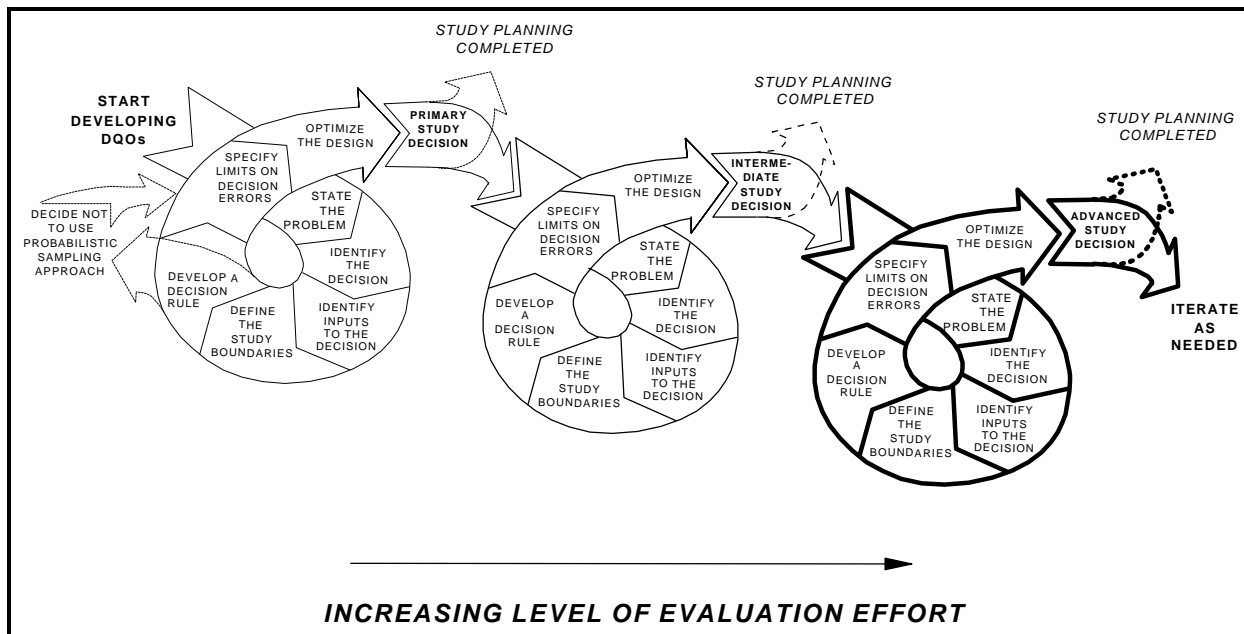 START
DEVELOPING
DQOs
DECIDE NOT
TO USE
PROBABILISTIC
SAMPLING
APPROACH
STATE
THE
PROBLEM
IDENTIFY
THE
DECISION
IDENTIFY
INPUTS
TO THE
DECISION
DEFINE
THE
STUDY
BOUNDARIES
DEVELOP A
DECISION
RULE
SPECIFY
LIMITS ON
DECISION
ERRORS
OPTIMIZE
THE DESIGN
PRIMARY
STUDY
DECISION
STUDY PLANNING
COMPLETED
STATE
THE
PROBLEM
IDENTIFY
THE
DECISION
IDENTIFY
INPUTS
TO THE
DECISION
DEFINE
THE
STUDY
BOUNDARIES
DEVELOP
A
DECISION
RULE
SPECIFY
LIMITS ON
DECISION
ERRORS
OPTIMIZE
THE DESIGN
INTERME-
DIATE STUDY
DECISION
STUDY PLANNING
COMPLETED
STATE
THE
PROBLEM
IDENTIFY
THE
DECISION
IDENTIFY
INPUTS
TO THE
DECISION
DEFINE
THE
STUDY
BOUNDARIES
DEVELOP
A
DECISION
RULE
SPECIFY
LIMITS ON
DECISION
ERRORS
OPTIMIZE
THE DESIGN
ADVANCED
STUDY
DECISION
STUDY PLANNING
COMPLETED
ITERATE
AS
NEEDED
INCREASING LEVEL OF EVALUATION EFFORT